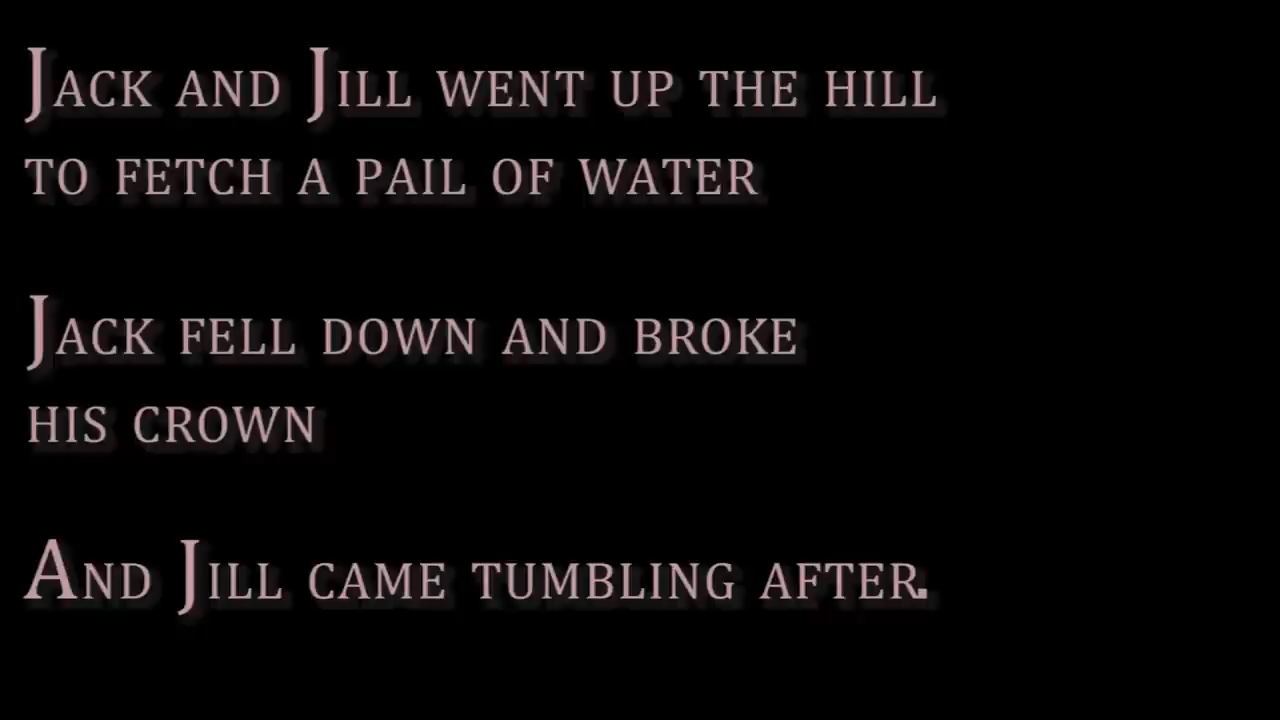 Jack and Jill went up the hill
to fetch a pail of water
Jack fell down and broke
his crown
And Jill came tumbling after.